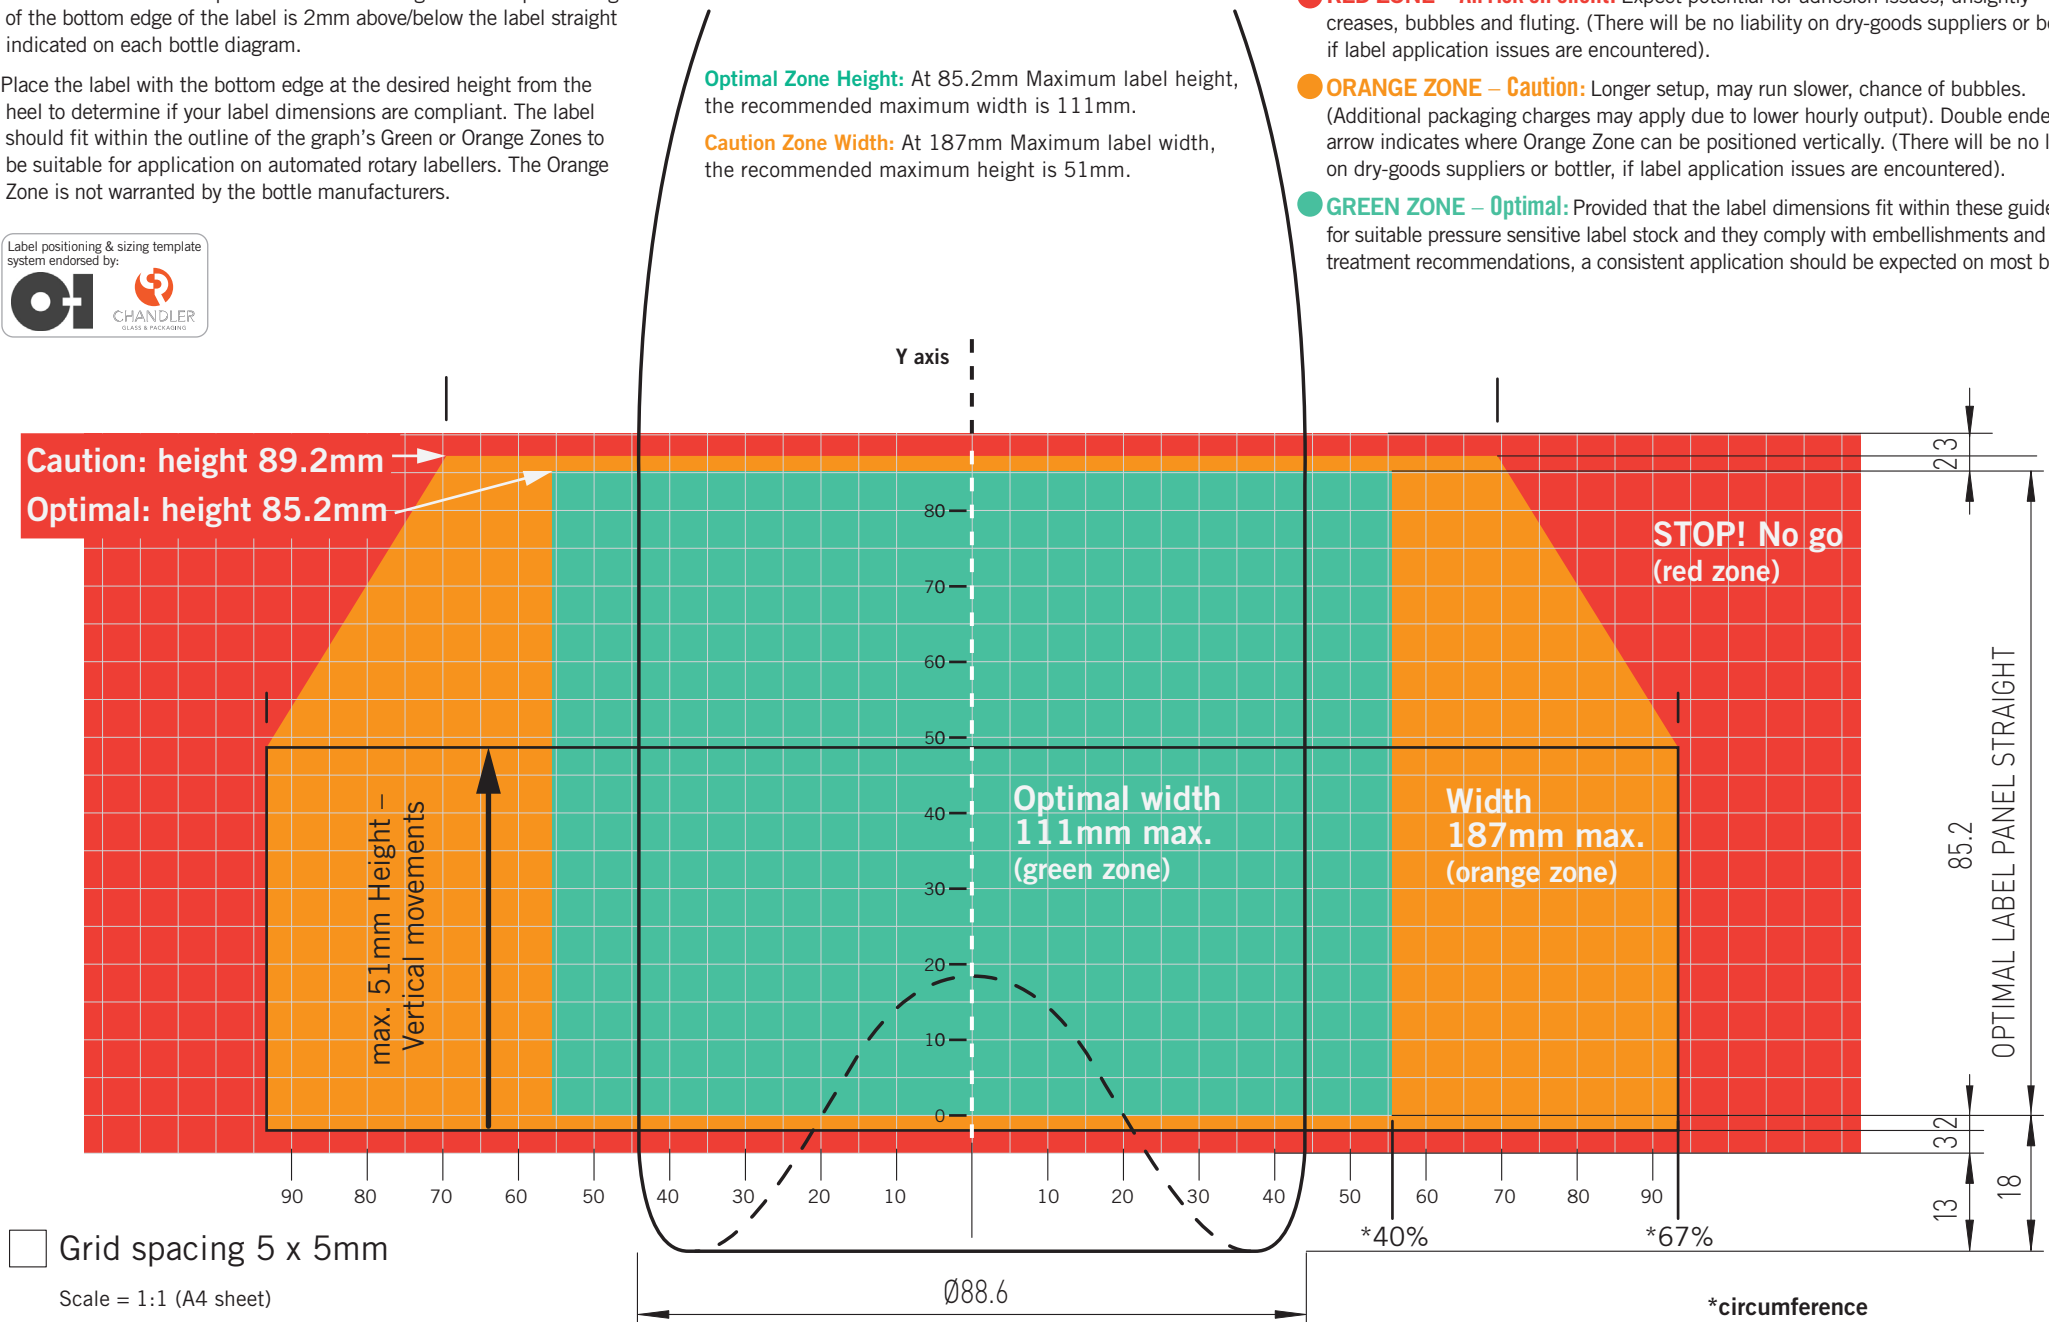 of the bottom edge of the label is 2mm above/below the label straight
indicated on each bottle diagram.
Place the label with the bottom edge at the desired height from the
heel to determine if your label dimensions are compliant. The label
should fit within the outline of the graph's Green or Orange Zones to
be suitable for application on automated rotary labellers. The Orange
Zone is not warranted by the bottle manufacturers.
Label positioning & sizing template
system endorsed by:
O-I
CHANDLER
GLASS & PACKAGING
Optimal Zone Height: At 85.2mm Maximum label height,
the recommended maximum width is 111mm.
Caution Zone Width: At 187mm Maximum label width,
the recommended maximum height is 51mm.
RED ZONE – All risk on client: Expect potential for adhesion issues, unsightly
creases, bubbles and fluting. (There will be no liability on dry-goods suppliers or
if label application issues are encountered).
ORANGE ZONE – Caution: Longer setup, may run slower, chance of bubbles.
(Additional packaging charges may apply due to lower hourly output). Double ende
arrow indicates where Orange Zone can be positioned vertically. (There will be no
on dry-goods suppliers or bottler, if label application issues are encountered).
GREEN ZONE – Optimal: Provided that the label dimensions fit within these guide
for suitable pressure sensitive label stock and they comply with embellishments and
treatment recommendations, a consistent application should be expected on most
Y axis
Caution: height 89.2mm
Optimal: height 85.2mm
STOP! No go
(red zone)
80
70
60
50
40
30
20
10
0
max. 51mm Height –
Vertical movements
Optimal width
111mm max.
(green zone)
Width
187mm max.
(orange zone)
3
2
85.2
OPTIMAL LABEL PANEL STRAIGHT
2
3
13
18
90 80 70 60 50 40 30 20 10 10 20 30 40 50 60 70 80 90
*40% *67%
Grid spacing 5 x 5mm
Scale = 1:1 (A4 sheet)
Ø88.6
*circumference